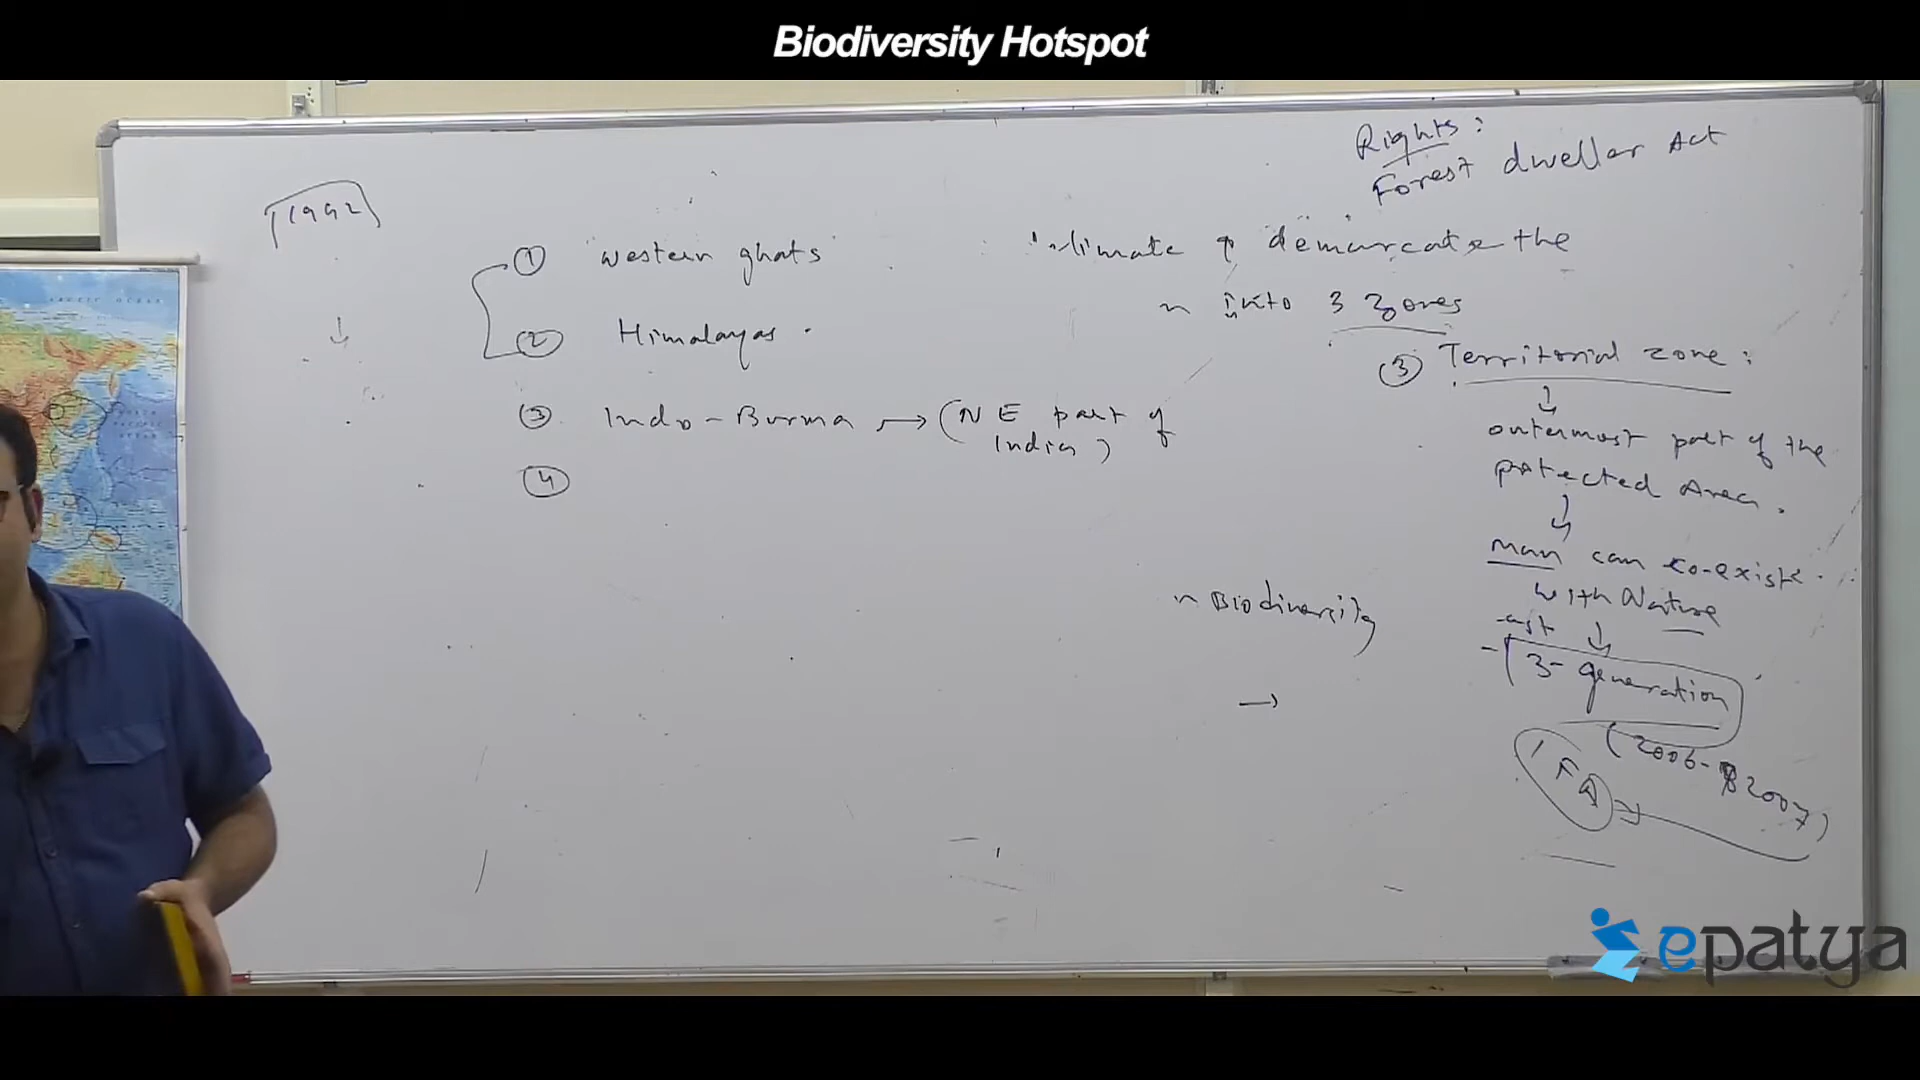 Biodiversity Hotspot
Rights:
Forest dweller Act
1992
① Western ghats
② Himalayas
③ Indo-Burma → (NE part of
India)
④
demarcate the
into 3 Zones
③ Territorial zone:
↓
outermost part of the
protected Area.
↓
man can co-exist
with Nature
↓
3-generation
(2006-2007)
Biodiversity
→
epatya